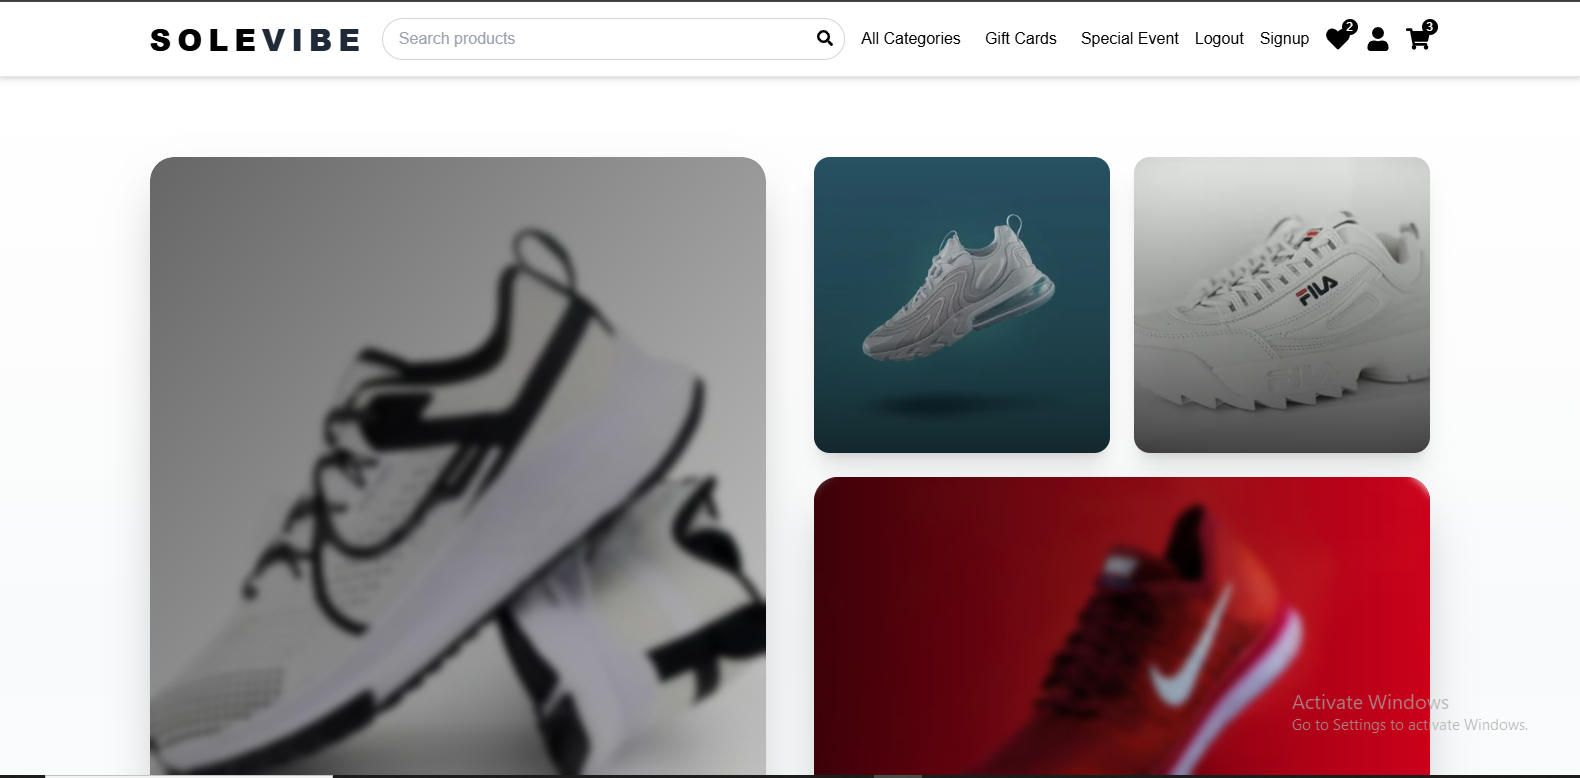 SOLEVIBE
Search products
All Categories
Gift Cards
Special Event
Logout
Signup
2
3
FILA
FILA
Activate Windows
Go to Settings to activate Windows.